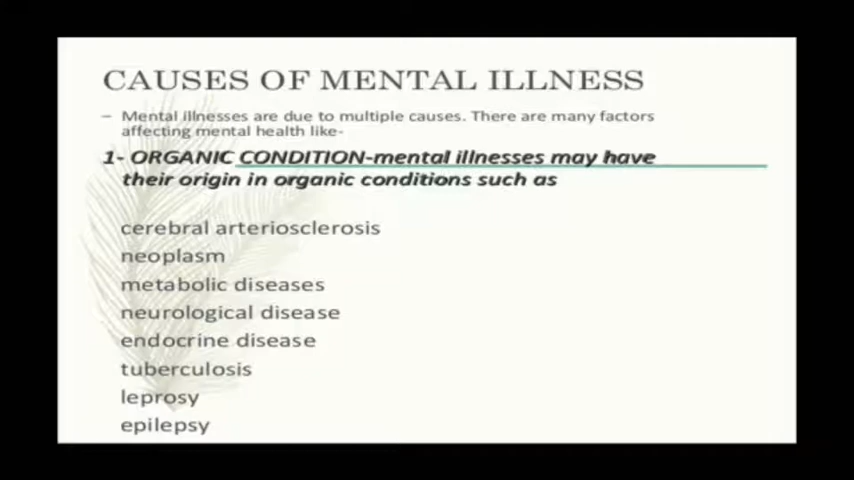 CAUSES OF MENTAL ILLNESS
– Mental illnesses are due to multiple causes. There are many factors
affecting mental health like-
1- ORGANIC CONDITION-mental illnesses may have
their origin in organic conditions such as
cerebral arteriosclerosis
neoplasm
metabolic diseases
neurological disease
endocrine disease
tuberculosis
leprosy
epilepsy